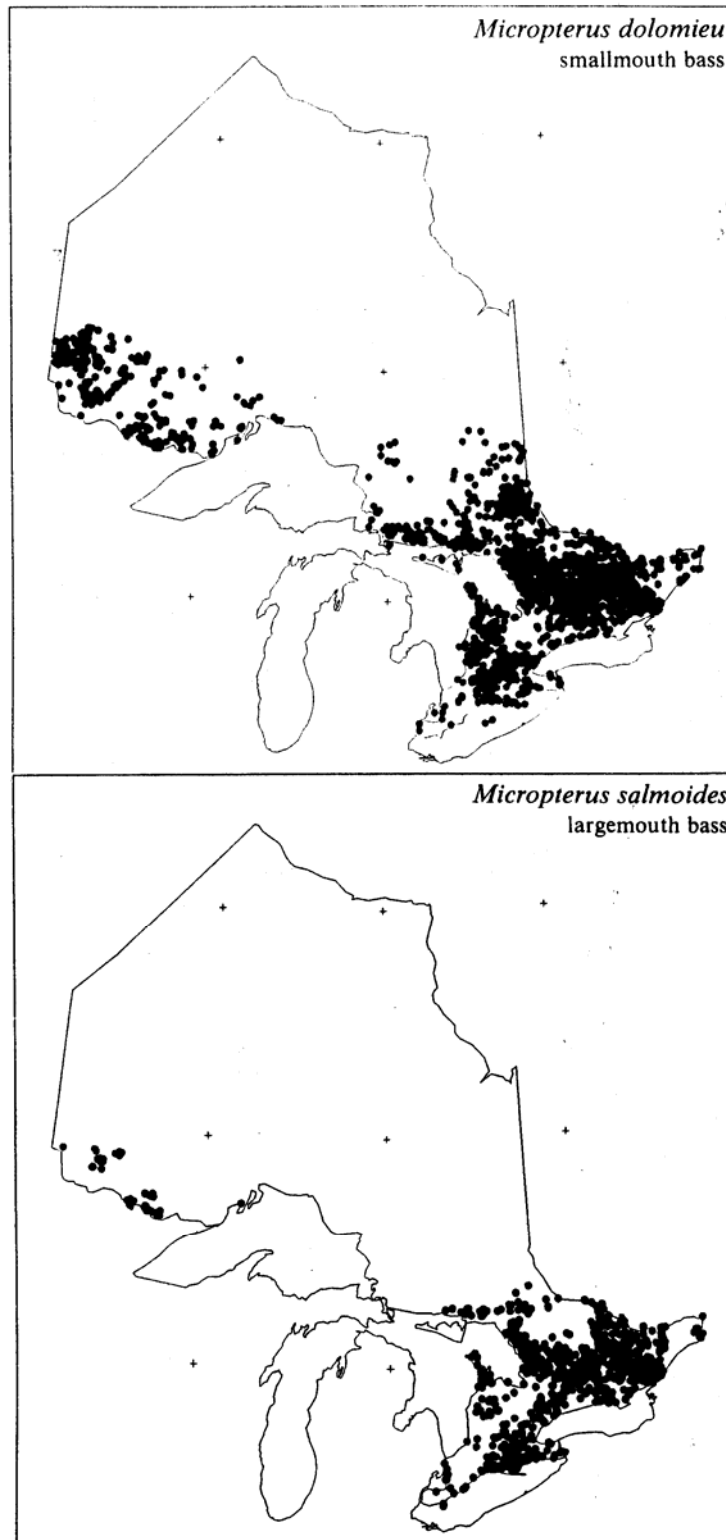 Micropterus dolomieu
smallmouth bass
Micropterus salmoides
largemouth bass